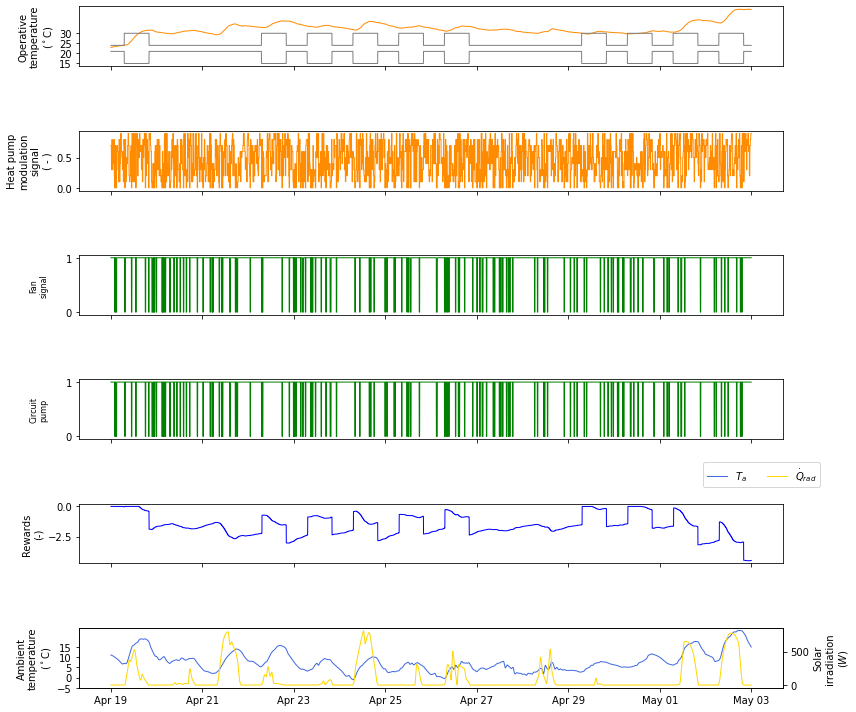 Operative
temperature
(°C)
30
25
20
15
Heat pump
modulation
signal
( - )
0.5
0.0
Fan
signal
1
0
Circuit
pump
1
0
T_a
Q̇_rad
Rewards
(-)
0.0
−2.5
Ambient
temperature
(°C)
15
10
5
0
−5
500
0
Solar
irradiation
(W)
Apr 19 Apr 21 Apr 23 Apr 25 Apr 27 Apr 29 May 01 May 03